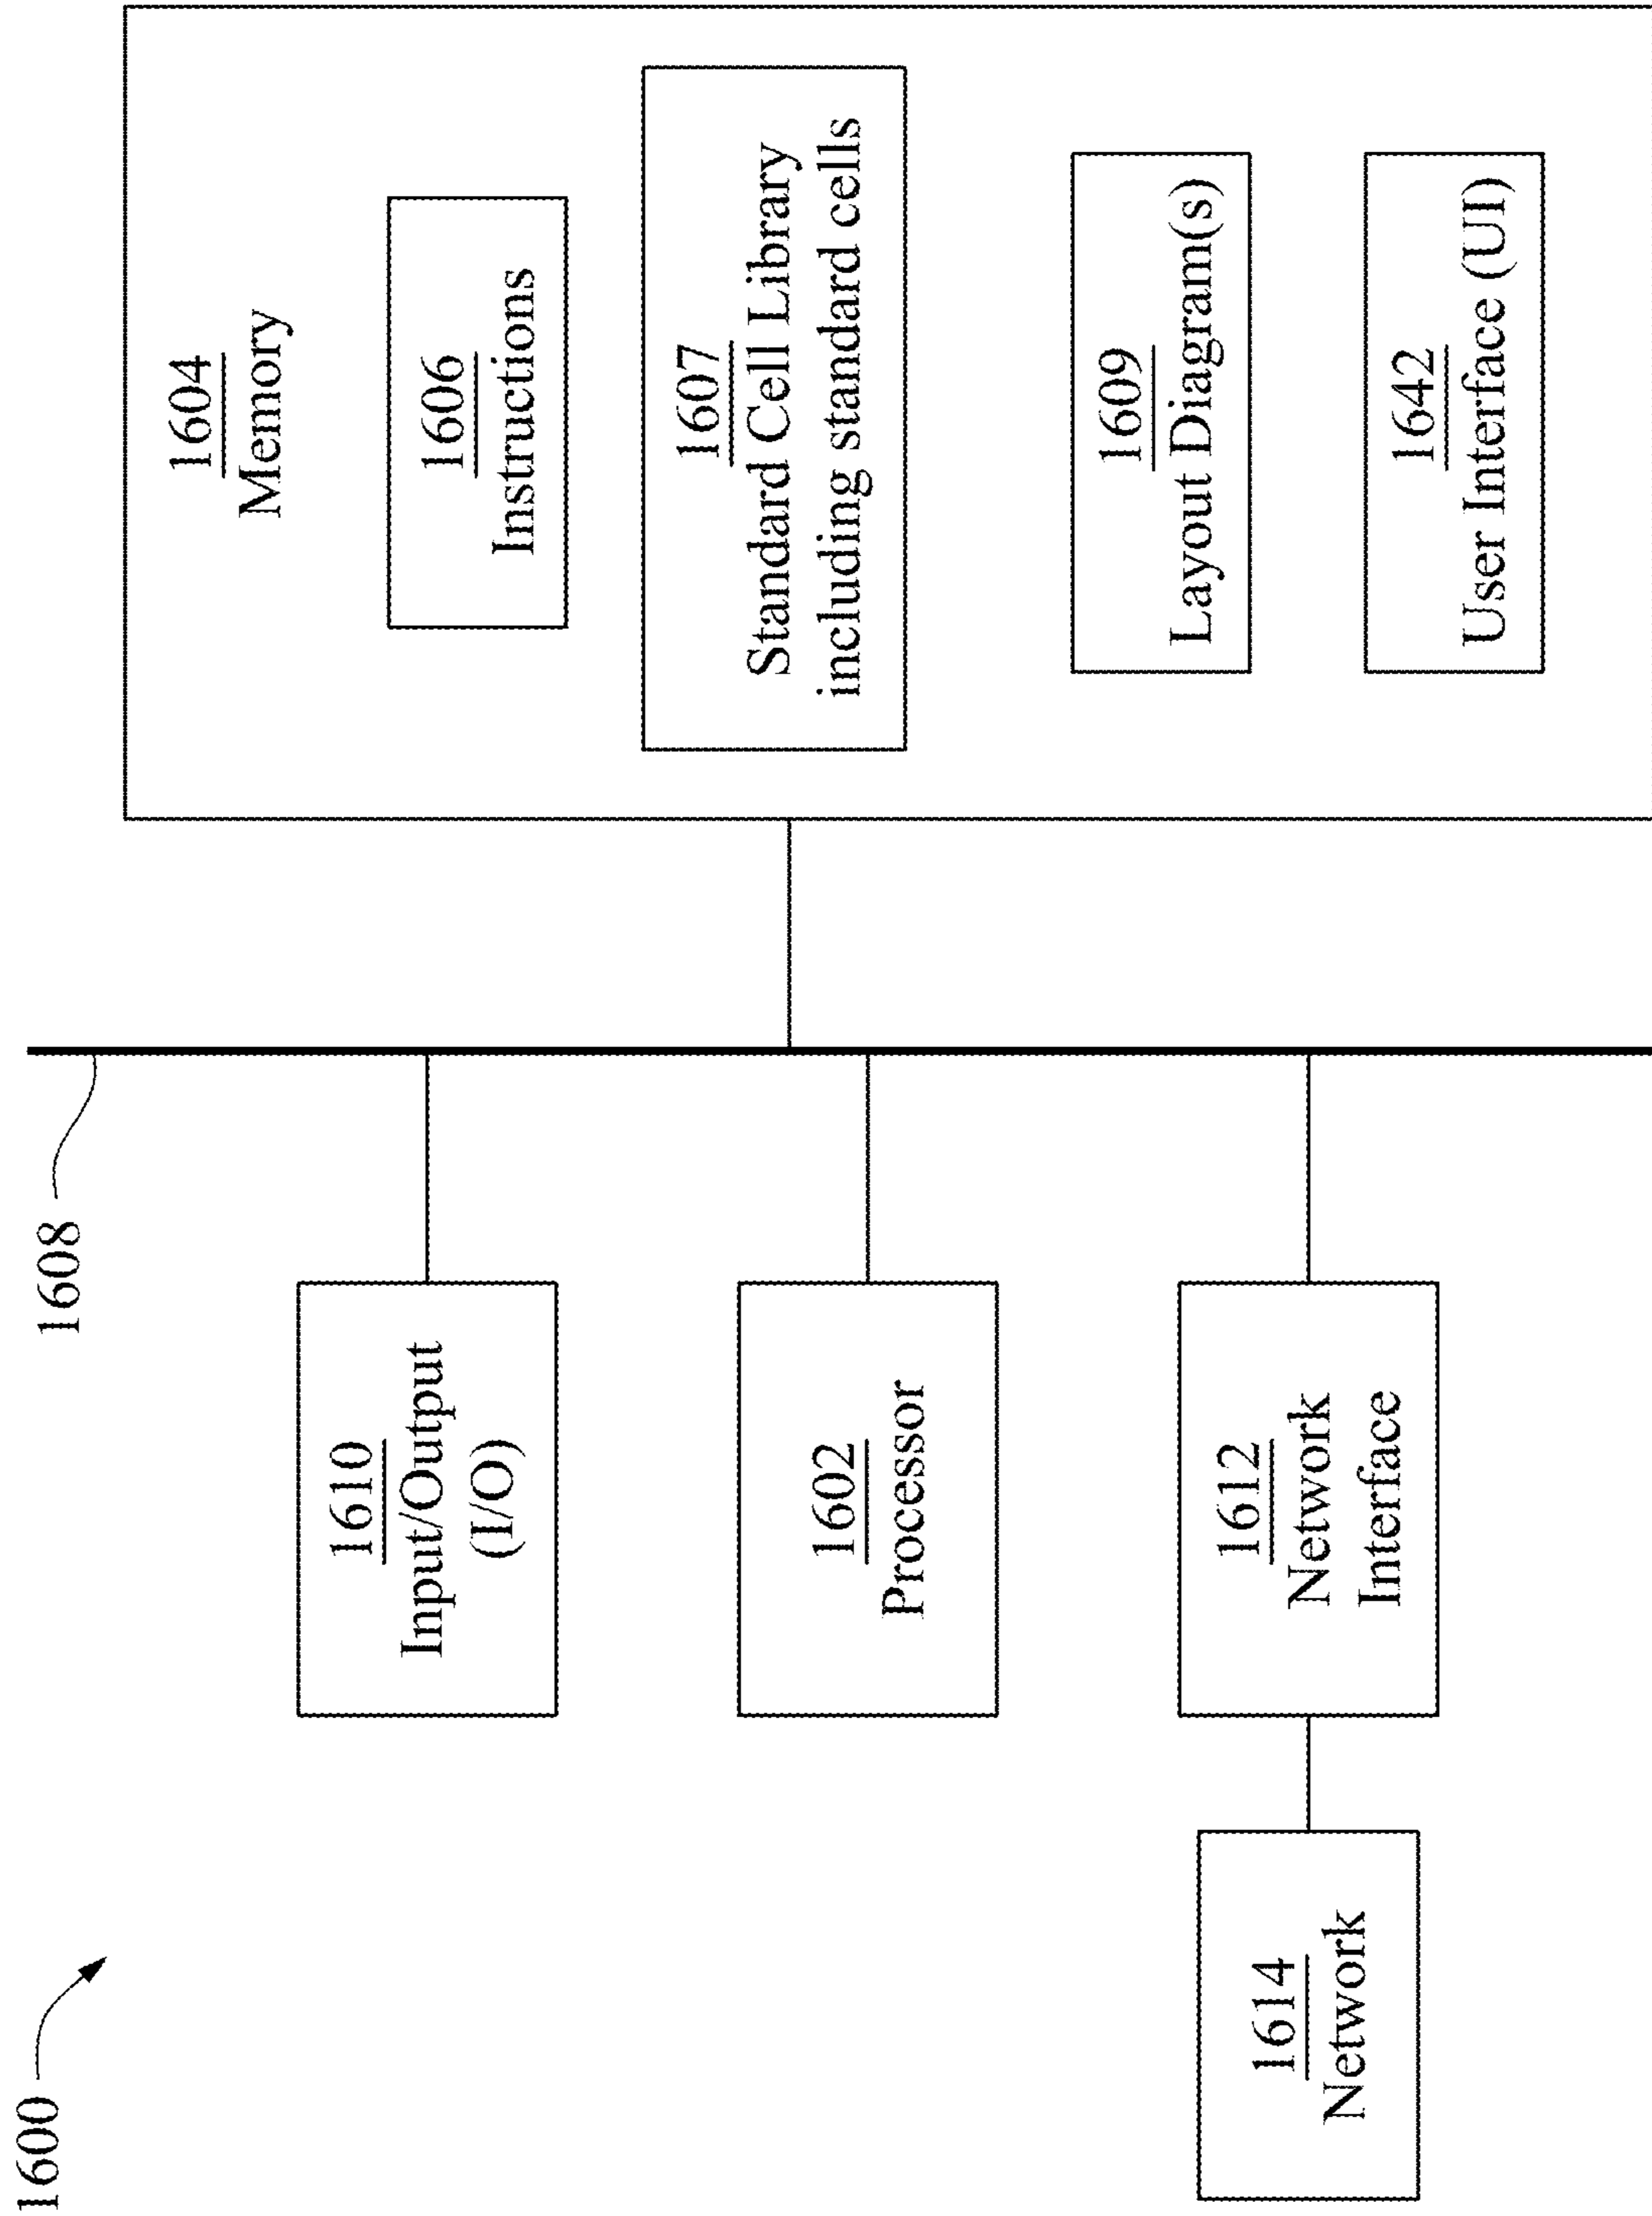 1600
1608
1610
Input/Output
(I/O)
1602
Processor
1614
Network
1612
Network
Interface
1604
Memory
1606
Instructions
1607
Standard Cell Library
including standard cells
1609
Layout Diagram(s)
1642
User Interface (UI)